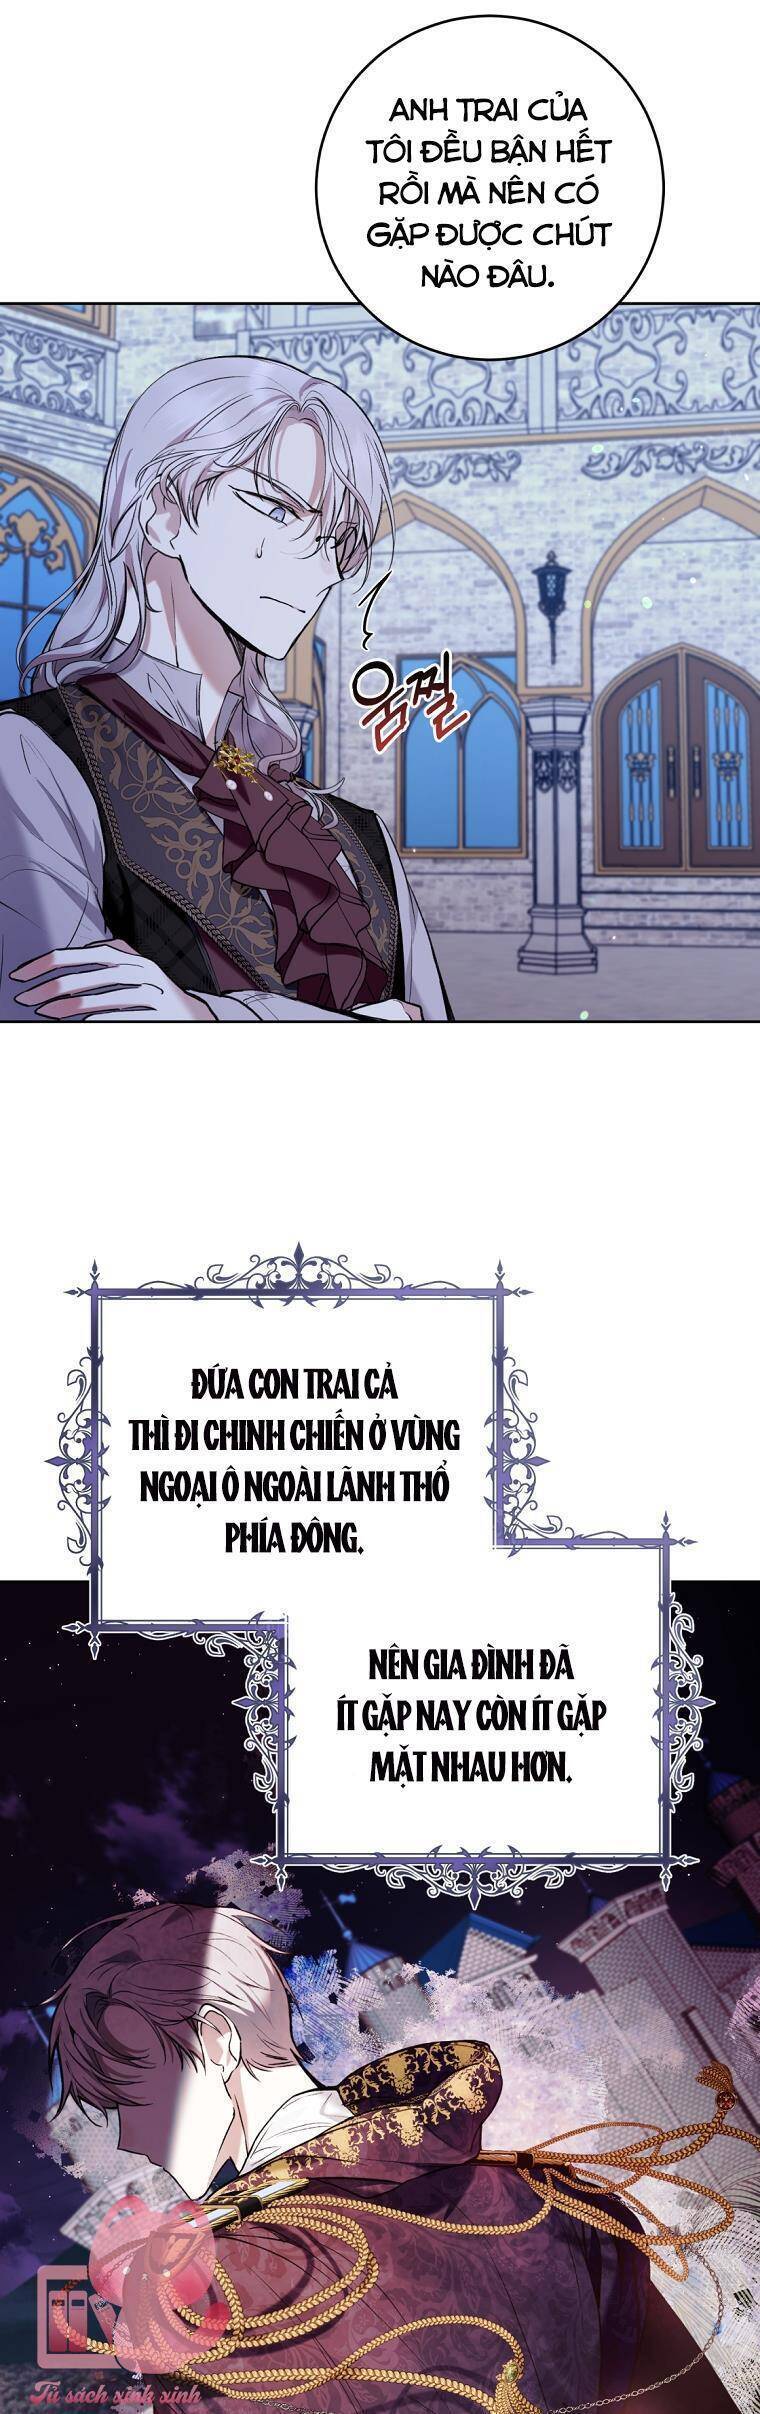 ANH TRAI CỦA
TÔI ĐỀU BẬN HẾT
RỒI MÀ NÊN CÓ
GẶP ĐƯỢC CHÚT
NÀO ĐÂU.
움찔
ĐỨA CON TRAI CẢ
THÌ ĐI CHINH CHIẾN Ở VÙNG
NGOẠI Ô NGOÀI LÃNH THỔ
PHÍA ĐÔNG.
NÊN GIA ĐÌNH ĐÃ
ÍT GẶP NAY CÒN ÍT GẶP
MẶT NHAU HƠN.
Tủ sách xinh xinh